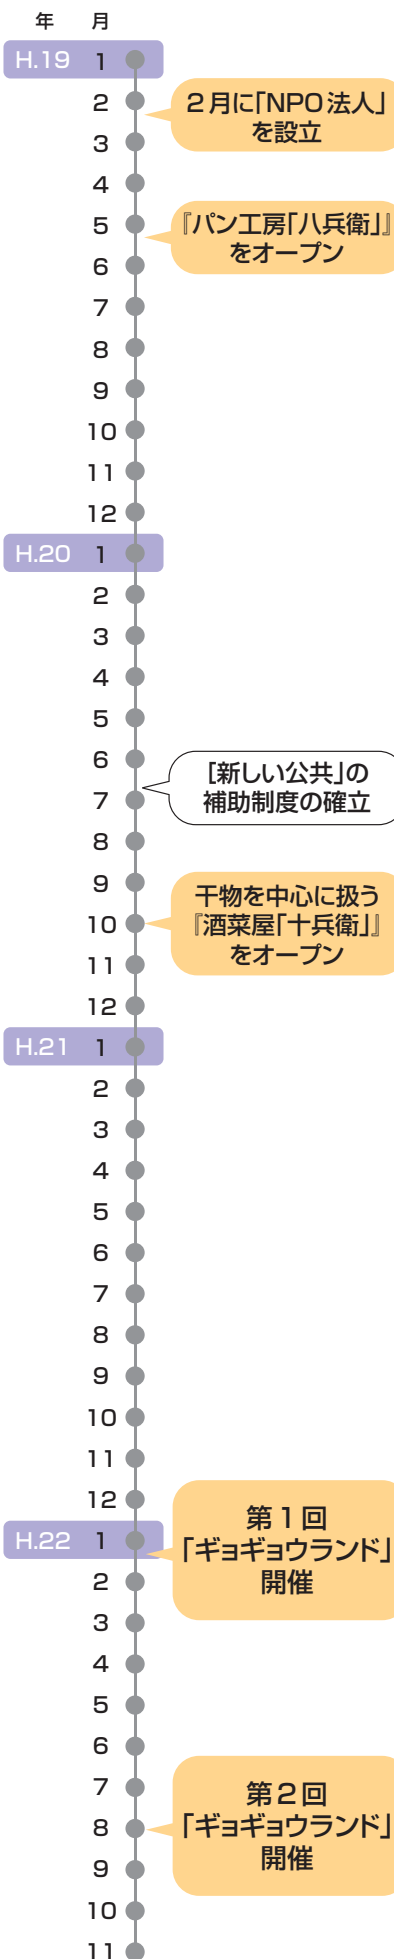 年 月
H.19 1
2
2月に「NPO法人」
を設立
3
4
5
『パン工房「八兵衛」』
をオープン
6
7
8
9
10
11
12
H.20 1
2
3
4
5
6
[新しい公共」の
補助制度の確立
7
8
9
干物を中心に扱う
10
『酒菜屋「十兵衛」』
をオープン
11
12
H.21 1
2
3
4
5
6
7
8
9
10
11
12
第1回
H.22 1
「ギョギョウランド」
開催
2
3
4
5
6
7
第2回
8
「ギョギョウランド」
開催
9
10
11